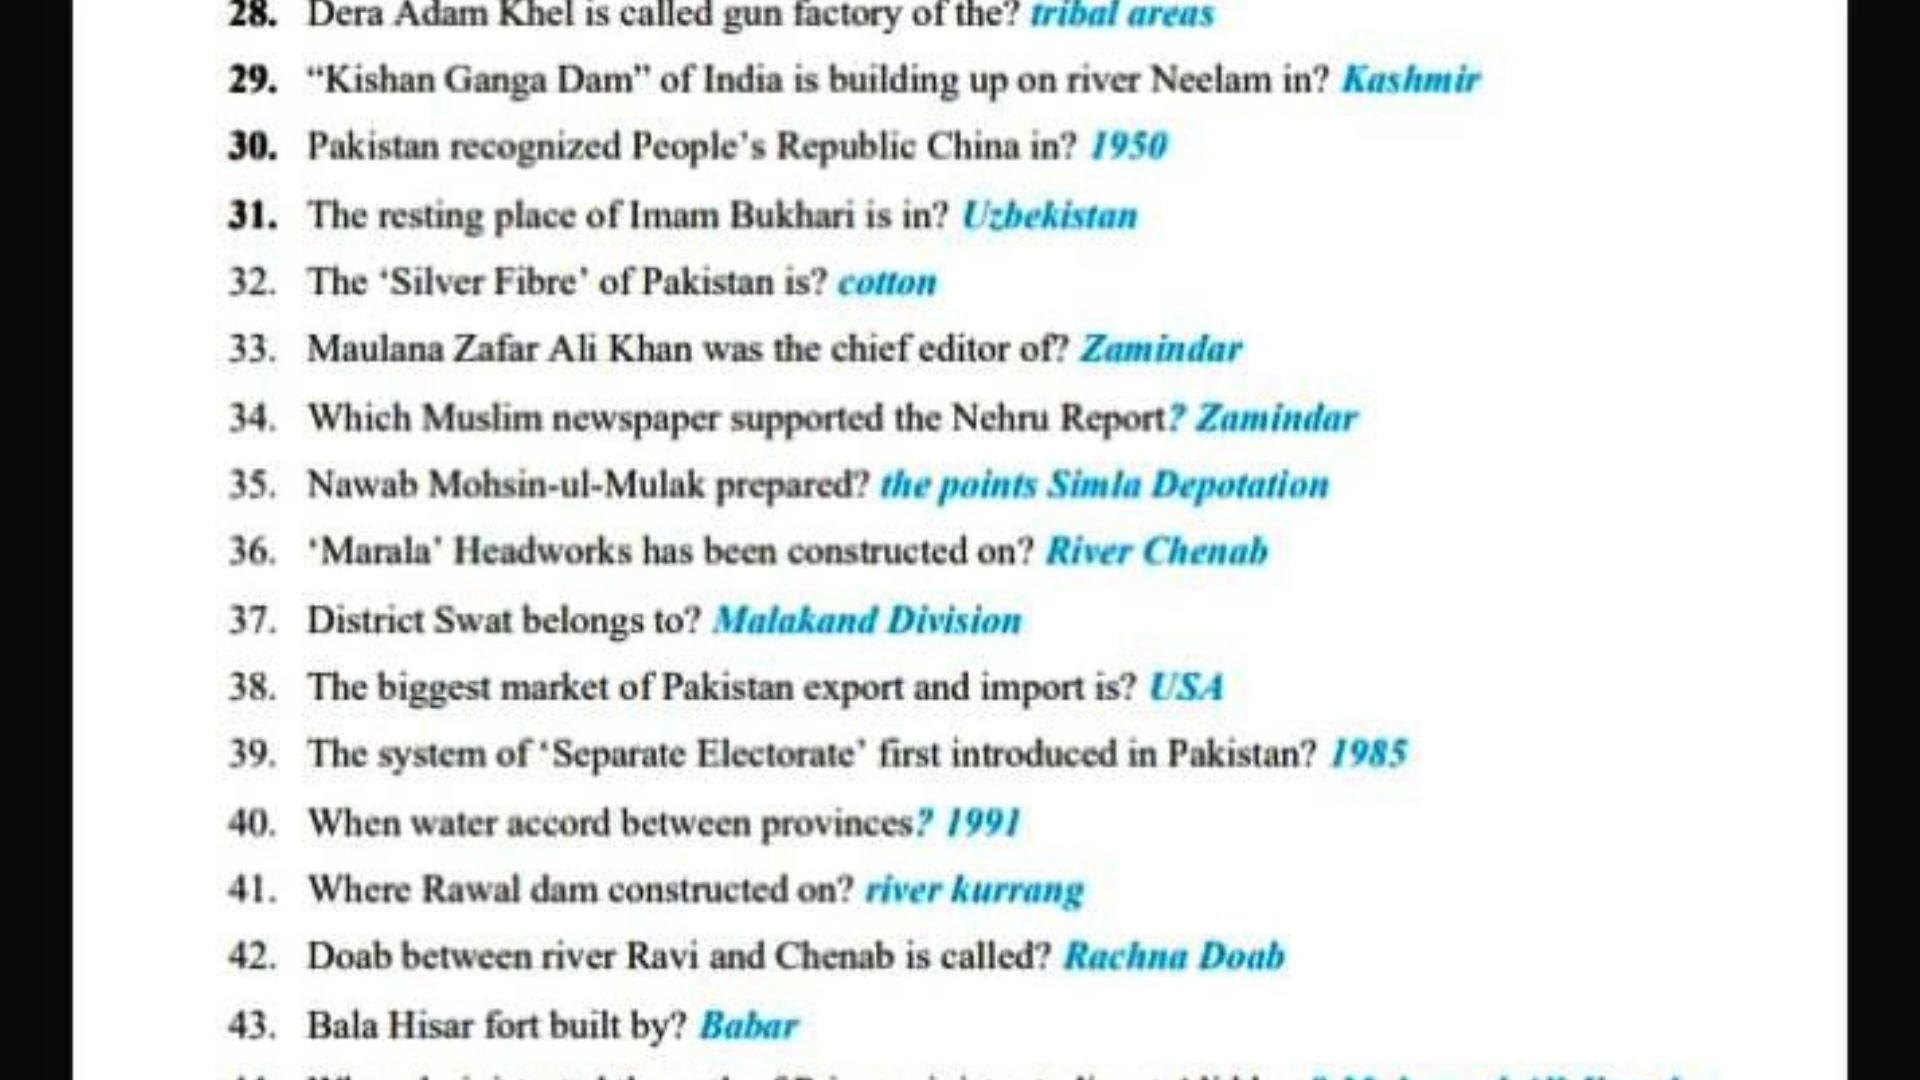 28. Dera Adam Khel is called gun factory of the? tribal areas
29. “Kishan Ganga Dam” of India is building up on river Neelam in? Kashmir
30. Pakistan recognized People’s Republic China in? 1950
31. The resting place of Imam Bukhari is in? Uzbekistan
32. The ‘Silver Fibre’ of Pakistan is? cotton
33. Maulana Zafar Ali Khan was the chief editor of? Zamindar
34. Which Muslim newspaper supported the Nehru Report? Zamindar
35. Nawab Mohsin-ul-Mulak prepared? the points Simla Depotation
36. ‘Marala’ Headworks has been constructed on? River Chenab
37. District Swat belongs to? Malakand Division
38. The biggest market of Pakistan export and import is? USA
39. The system of ‘Separate Electorate’ first introduced in Pakistan? 1985
40. When water accord between provinces? 1991
41. Where Rawal dam constructed on? river kurrang
42. Doab between river Ravi and Chenab is called? Rachna Doab
43. Bala Hisar fort built by? Babar